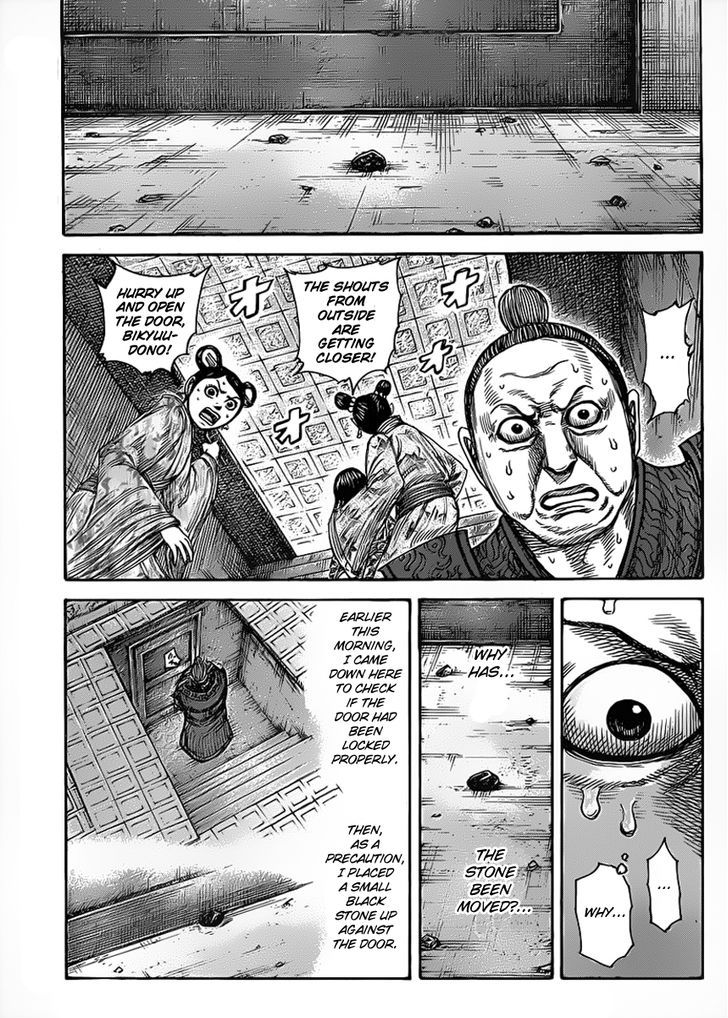 ...
THE SHOUTS
FROM
OUTSIDE
ARE
GETTING
CLOSER!
オ
オ
オ
HURRY UP
AND OPEN
THE DOOR,
BIKYUU-
DONO!
...
WHY...
WHY
HAS...
THE
STONE
BEEN
MOVED?...
EARLIER
THIS
MORNING,
I CAME
DOWN HERE
TO CHECK
IF THE
DOOR HAD
BEEN
LOCKED
PROPERLY.
THEN,
AS A
PRECAUTION,
I PLACED
A SMALL
BLACK
STONE UP
AGAINST
THE DOOR.